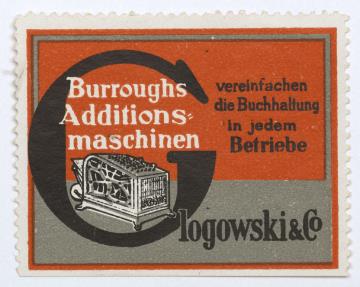 Burroughs
Additions-
maschinen
vereinfachen
die Buchhaltung
in jedem
Betriebe
Glogowski & Co